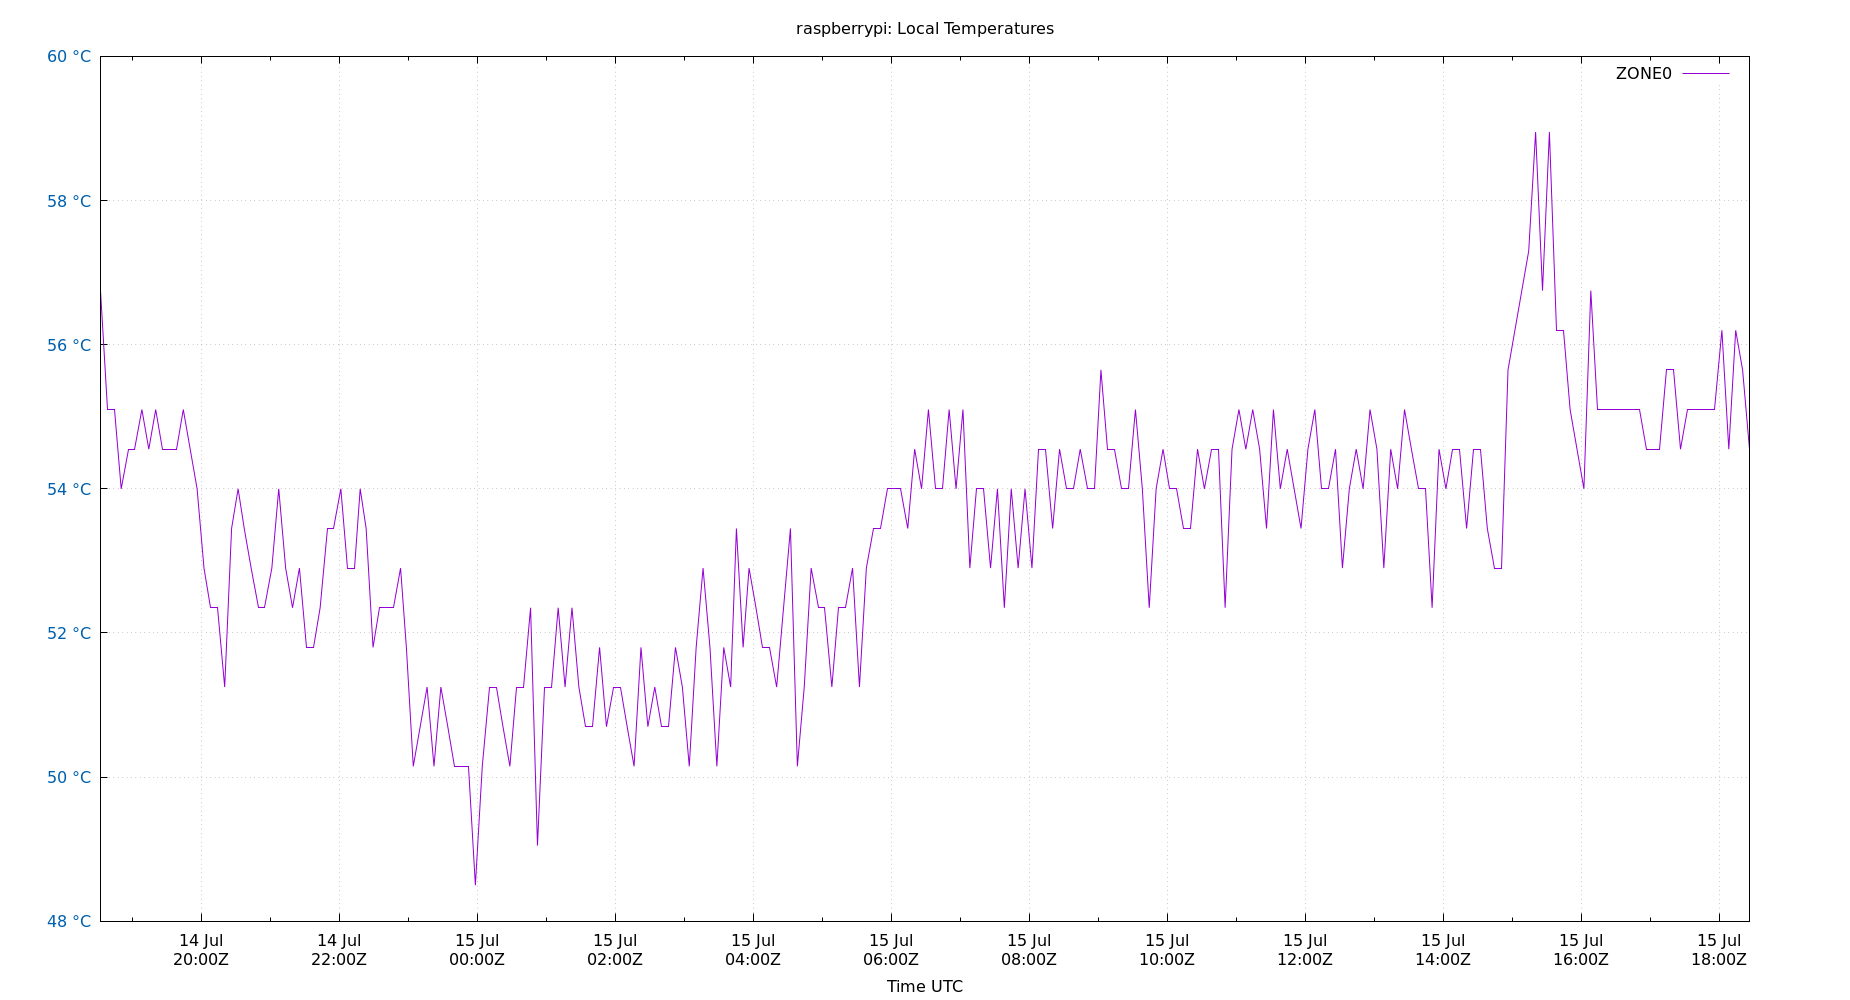 raspberrypi: Local Temperatures
60 °C
ZONE0
58 °C
56 °C
54 °C
52 °C
50 °C
48 °C
14 Jul 14 Jul 15 Jul 15 Jul 15 Jul 15 Jul 15 Jul 15 Jul 15 Jul 15 Jul 15 Jul 15 Jul
20:00Z 22:00Z 00:00Z 02:00Z 04:00Z 06:00Z 08:00Z 10:00Z 12:00Z 14:00Z 16:00Z 18:00Z
Time UTC